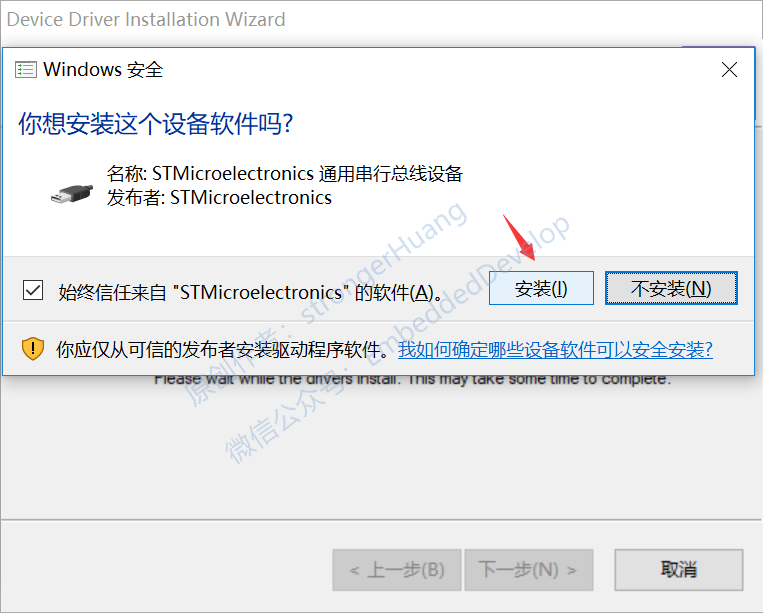 Device Driver Installation Wizard
Windows 安全
你想安装这个设备软件吗?
名称: STMicroelectronics 通用串行总线设备
发布者: STMicroelectronics
始终信任来自 "STMicroelectronics" 的软件(A)。
安装(I)
不安装(N)
你应仅从可信的发布者安装驱动程序软件。我如何确定哪些设备软件可以安全安装?
Please wait while the drivers install. This may take some time to complete.
原创作者：strongerHuang
微信公众号：EmbeddedDevelop
< 上一步(B)
下一步(N) >
取消